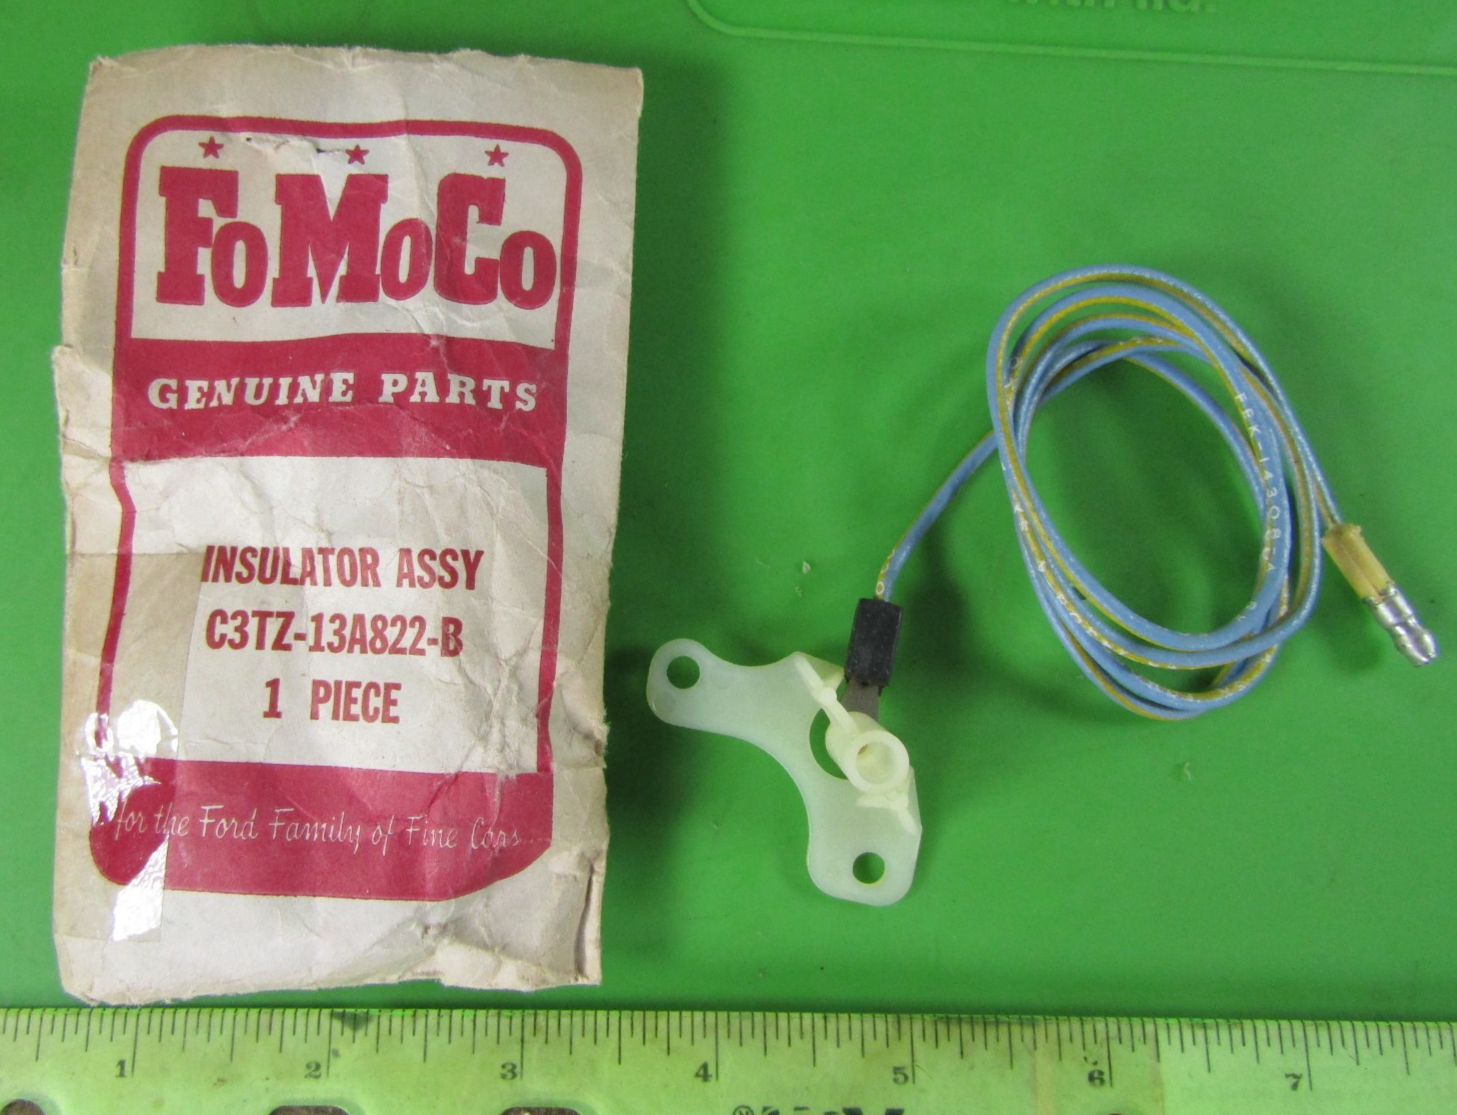 FoMoCo
GENUINE PARTS
INSULATOR ASSY
C3TZ-13A822-B
1 PIECE
for the Ford Family of Fine Cars
1 2 3 4 5 6 7